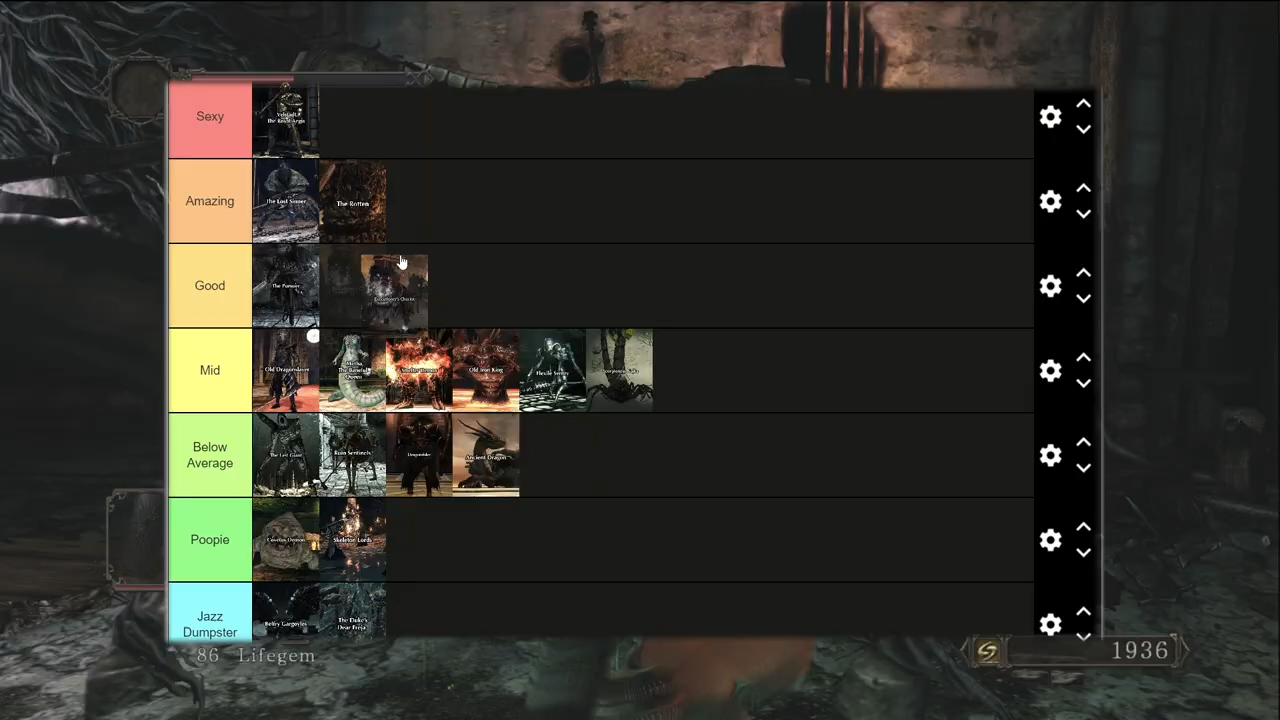 Sexy
Velstadt,
The Royal Aegis
Amazing
The Lost Sinner
The Rotten
Good
The Pursuer
Executioner's Chariot
Mid
Old Dragonslayer
Mytha,
The Baneful
Queen
Smelter Demon
Old Iron King
Flexile Sentry
Scorpioness Najka
Below
Average
The Last Giant
Ruin Sentinels
Dragonrider
Ancient Dragon
Poopie
Covetous Demon
Skeleton Lords
Jazz
Dumpster
Belfry Gargoyles
The Duke's
Dear Freja
86 Lifegem
1936